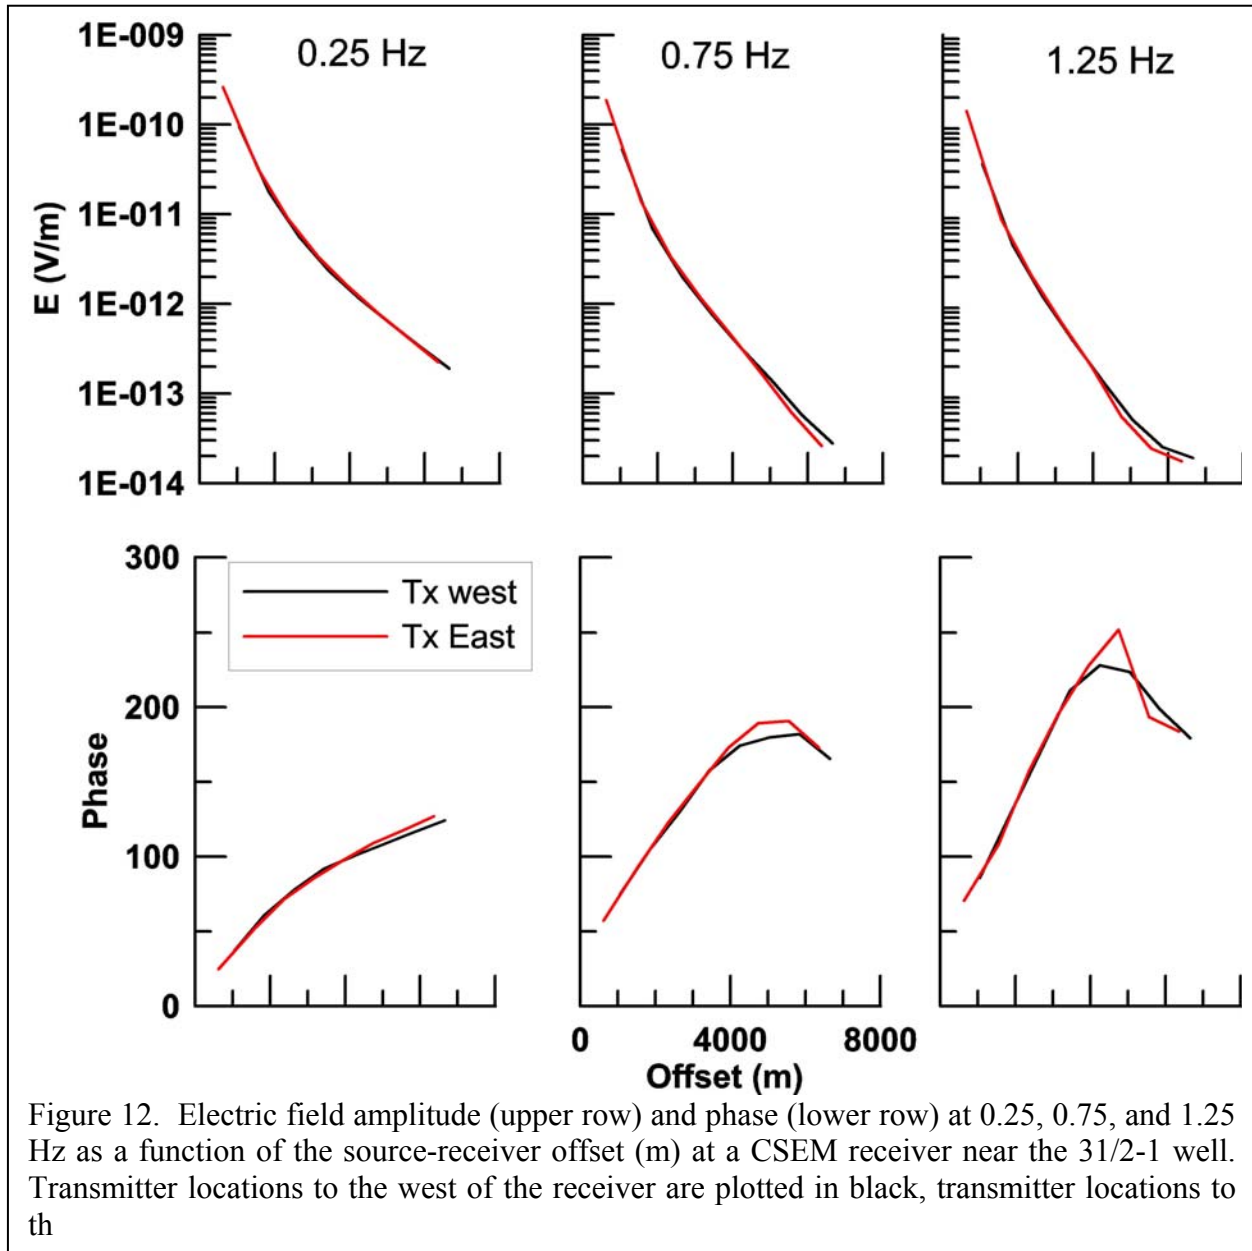 0.25 Hz
0.75 Hz
1.25 Hz
1E-009
1E-010
1E-011
1E-012
1E-013
1E-014
E (V/m)
300
200
100
0
Phase
Tx west
Tx East
0 4000 8000
Offset (m)
Figure 12. Electric field amplitude (upper row) and phase (lower row) at 0.25, 0.75, and 1.25
Hz as a function of the source-receiver offset (m) at a CSEM receiver near the 31/2-1 well.
Transmitter locations to the west of the receiver are plotted in black, transmitter locations to
th